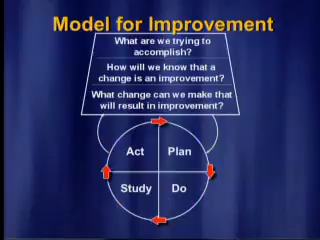 Model for Improvement
What are we trying to
accomplish?
How will we know that a
change is an improvement?
What change can we make that
will result in improvement?
Act Plan
Study Do